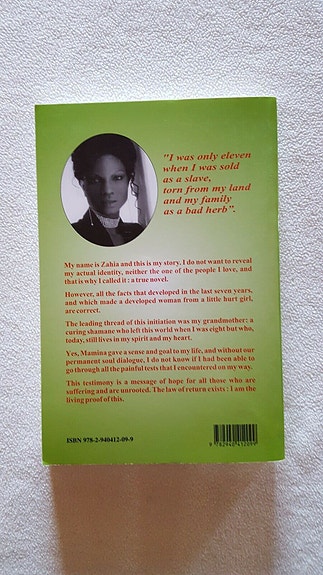 "I was only eleven
when I was sold
as a slave,
torn from my land
and my family
as a bad herb".
My name is Zahia and this is my story. I do not want to reveal
my actual identity, neither the one of the people I love, and that
is why I called it : a true novel.
However, all the facts that developed in the last seven years,
and which made a developed woman from a little hurt girl,
are correct.
The leading thread of this initiation was my grandmother: a
curing shamane who left this world when I was eight but who,
today, still lives in my spirit and my heart.
Yes, Mamina gave a sense and goal to my life, and without our
permanent soul dialogue, I do not know if I had been able to
go through all the painful tests that I encountered on my way.
This testimony is a message of hope for all those who are
suffering and are unrooted. The law of return exists : I am the
living proof of this.
ISBN 978-2-940412-09-9
9 782940 412099